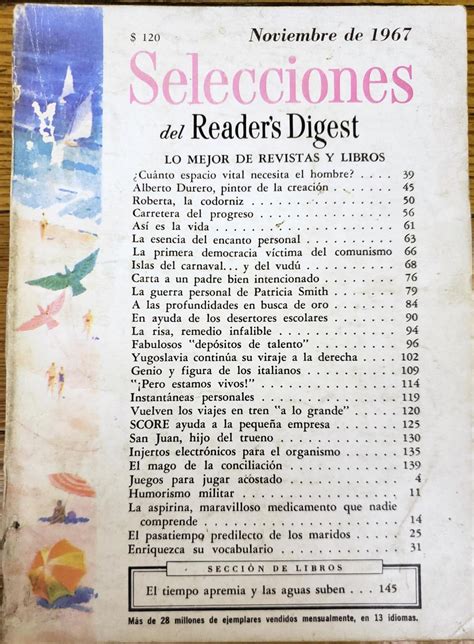 $ 120 Noviembre de 1967
Selecciones
del Reader's Digest
LO MEJOR DE REVISTAS Y LIBROS
¿Cuánto espacio vital necesita el hombre? . . . . 39
Alberto Durero, pintor de la creación . . . . . 45
Roberta, la codorniz . . . . . . . . . . . . 50
Carretera del progreso . . . . . . . . . . . 56
Así es la vida . . . . . . . . . . . . . . . 61
La esencia del encanto personal . . . . . . . 63
La primera democracia víctima del comunismo 66
Islas del carnaval... y del vudú . . . . . . . 68
Carta a un padre bien intencionado . . . . . . 76
La guerra personal de Patricia Smith . . . . . 79
A las profundidades en busca de oro . . . . . 84
En ayuda de los desertores escolares . . . . . 90
La risa, remedio infalible . . . . . . . . . . 94
Fabulosos "depósitos de talento" . . . . . . . 96
Yugoslavia continúa su viraje a la derecha . . . 102
Genio y figura de los italianos . . . . . . . . 109
"¡Pero estamos vivos!" . . . . . . . . . . . 114
Instantáneas personales . . . . . . . . . . . 119
Vuelven los viajes en tren "a lo grande" . . . . 120
SCORE ayuda a la pequeña empresa . . . . . 125
San Juan, hijo del trueno . . . . . . . . . . 130
Injertos electrónicos para el organismo . . . . 135
El mago de la conciliación . . . . . . . . . . 139
Juegos para jugar acostado . . . . . . . . . . 4
Humorismo militar . . . . . . . . . . . . . 11
La aspirina, maravilloso medicamento que nadie
comprende . . . . . . . . . . . . . . . . 14
El pasatiempo predilecto de los maridos . . . . 25
Enriquezca su vocabulario . . . . . . . . . . 31
SECCIÓN DE LIBROS
El tiempo apremia y las aguas suben . . . 145
Más de 28 millones de ejemplares vendidos mensualmente, en 13 idiomas.